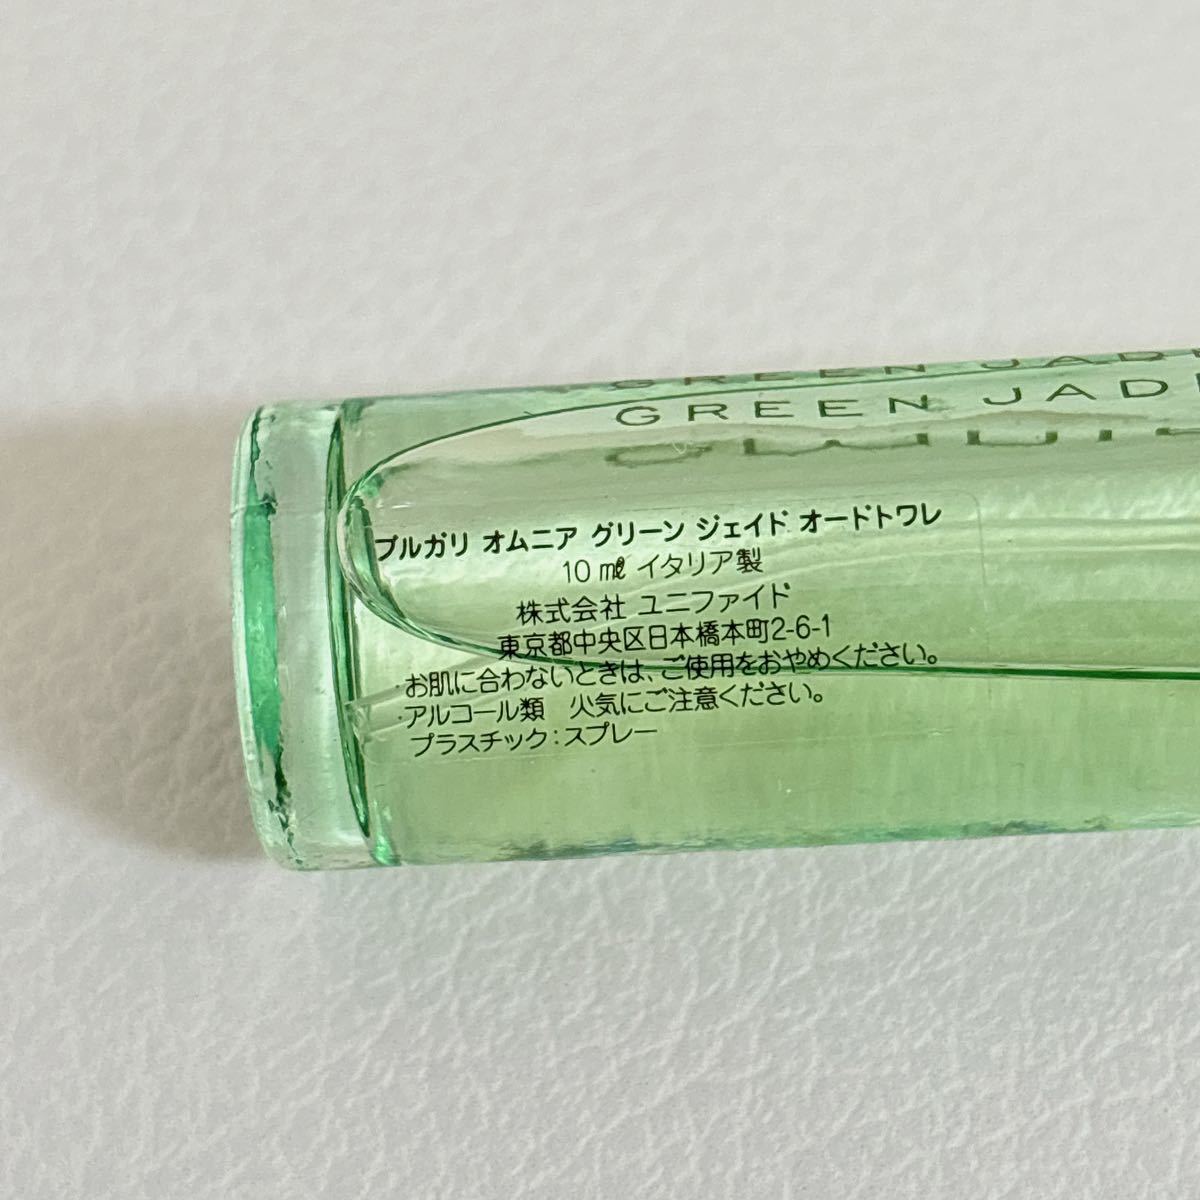 GREEN JADE
GREEN JADE
ブルガリ オムニア グリーン ジェイド オードトワレ
10㎖ イタリア製
株式会社 ユニファイド
東京都中央区日本橋本町2-6-1
・お肌に合わないときは、ご使用をおやめください。
・アルコール類　火気にご注意ください。
プラスチック：スプレー